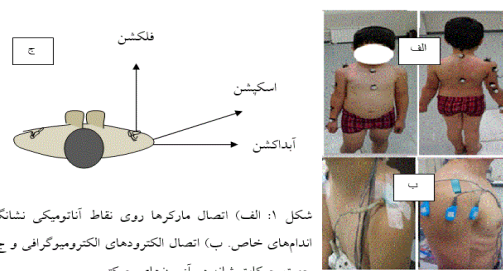 ج
فلکشن
اسکپشن
آبداکشن
الف
ب
شکل ۱: الف) اتصال مارکرها روی نقاط آناتومیکی نشانگ
اندام‌های خاص. ب) اتصال الکترودهای الکترومیوگرافی و ج